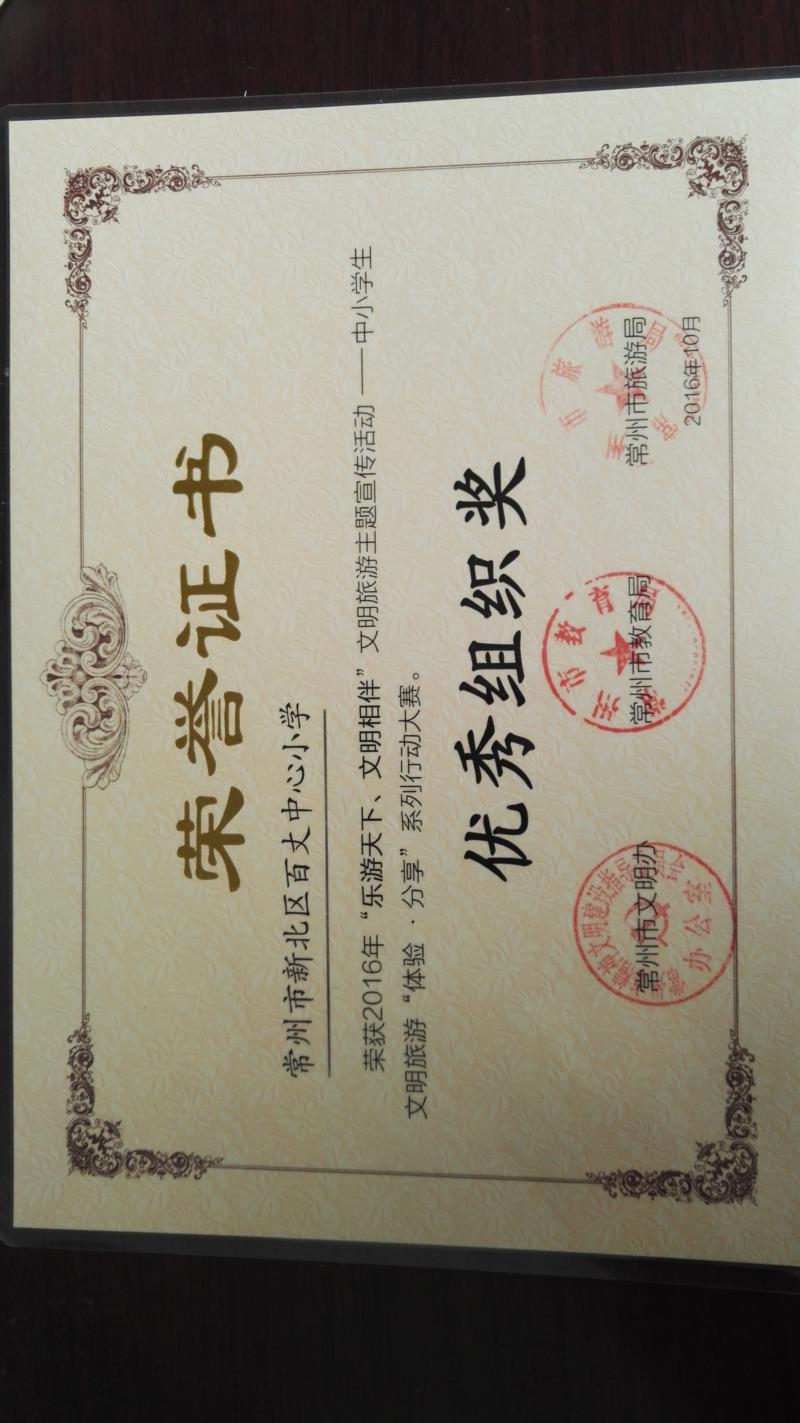 荣誉证书
常州市新北区百丈中心小学
荣获2016年“乐游天下、文明相伴”文明旅游主题宣传活动——中小学生
文明旅游“体验·分享”系列行动大赛。
优秀组织奖
常州市文明办 常州市教育局 常州市旅游局
2016年10月
办公室